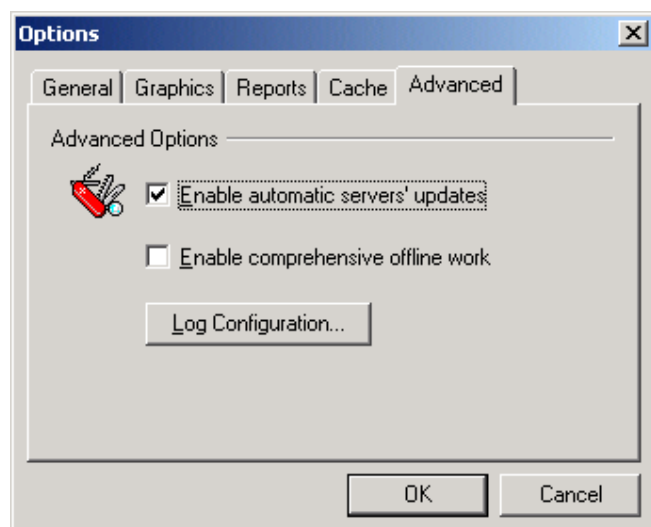 Options
General Graphics Reports Cache Advanced
Advanced Options
Enable automatic servers' updates
Enable comprehensive offline work
Log Configuration...
OK Cancel